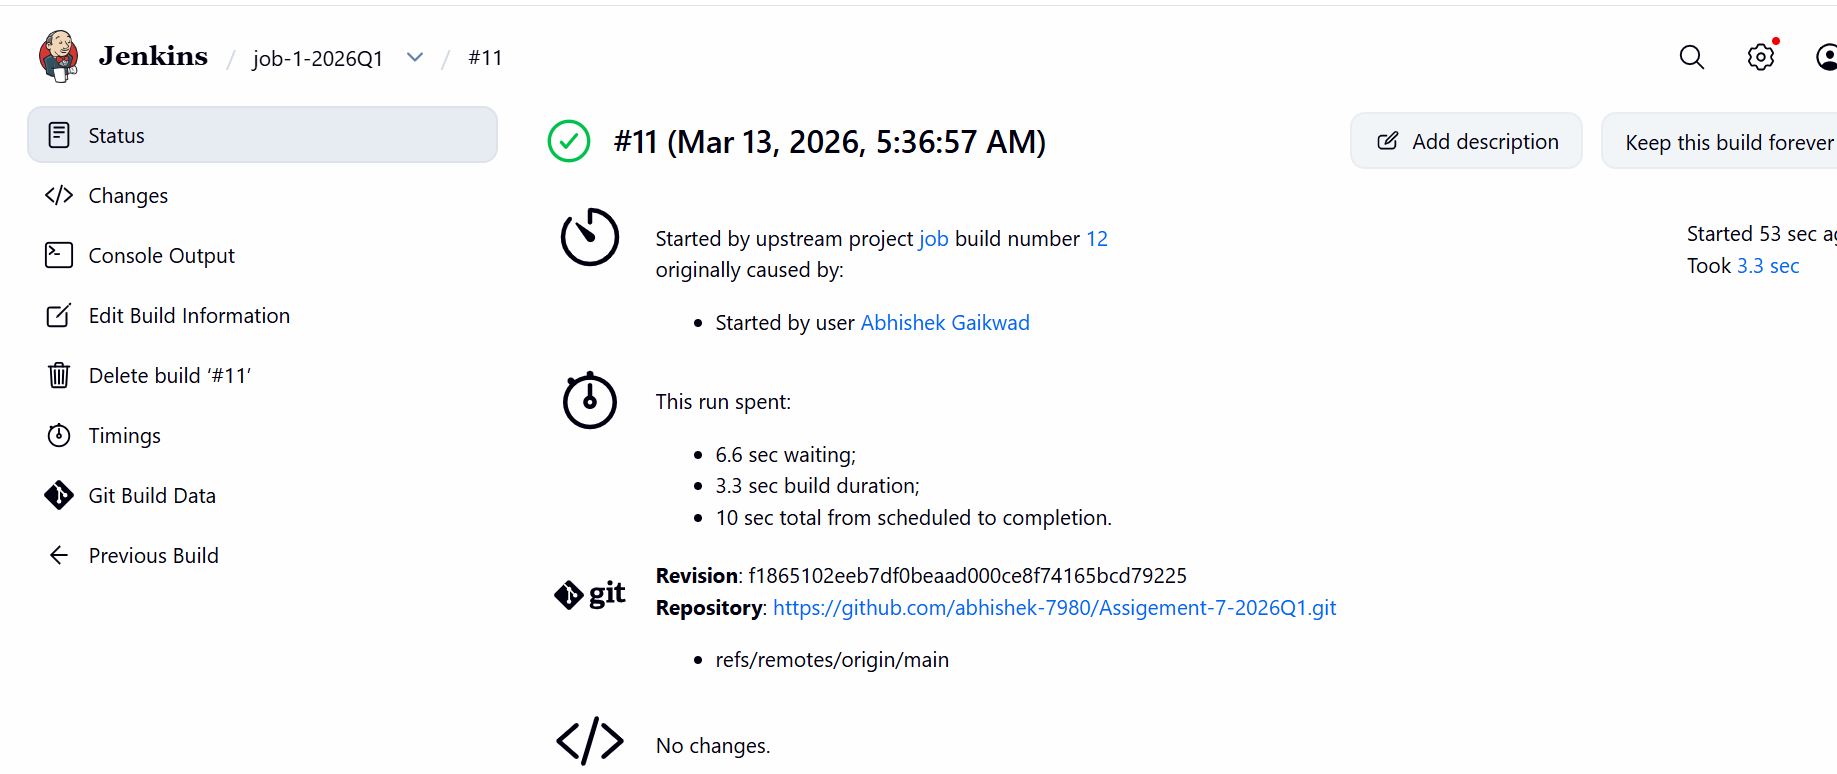 Jenkins / job-1-2026Q1 / #11
Status
Changes
Console Output
Edit Build Information
Delete build ‘#11’
Timings
Git Build Data
Previous Build
#11 (Mar 13, 2026, 5:36:57 AM)
Add description
Keep this build forever
Started by upstream project job build number 12
originally caused by:
• Started by user Abhishek Gaikwad
Started 53 sec
Took 3.3 sec
This run spent:
• 6.6 sec waiting;
• 3.3 sec build duration;
• 10 sec total from scheduled to completion.
git
Revision: f1865102eeb7df0beaad000ce8f74165bcd79225
Repository: https://github.com/abhishek-7980/Assigement-7-2026Q1.git
• refs/remotes/origin/main
No changes.